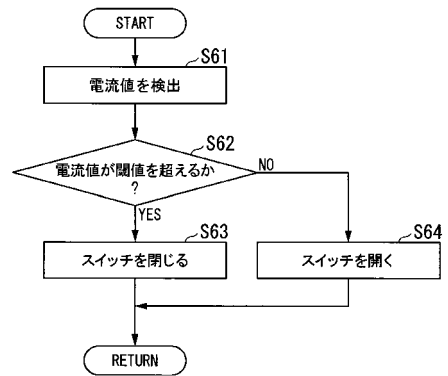 START
S61
電流値を検出
S62
電流値が閾値を超えるか
?
NO
YES
S63
スイッチを閉じる
S64
スイッチを開く
RETURN